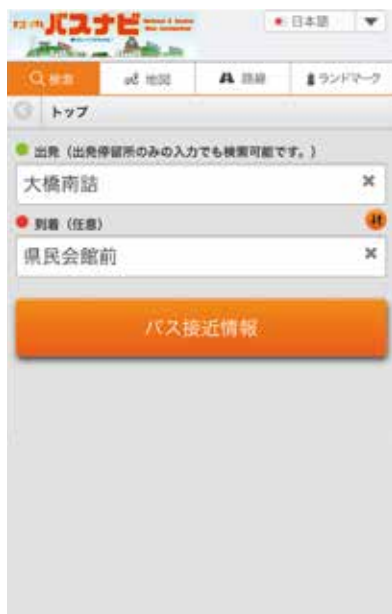 バスナビ
日本語
検索
地図
路線
ランドマーク
トップ
出発（出発停留所のみの入力でも検索可能です。）
大橋南詰
到着（任意）
県民会館前
バス接近情報